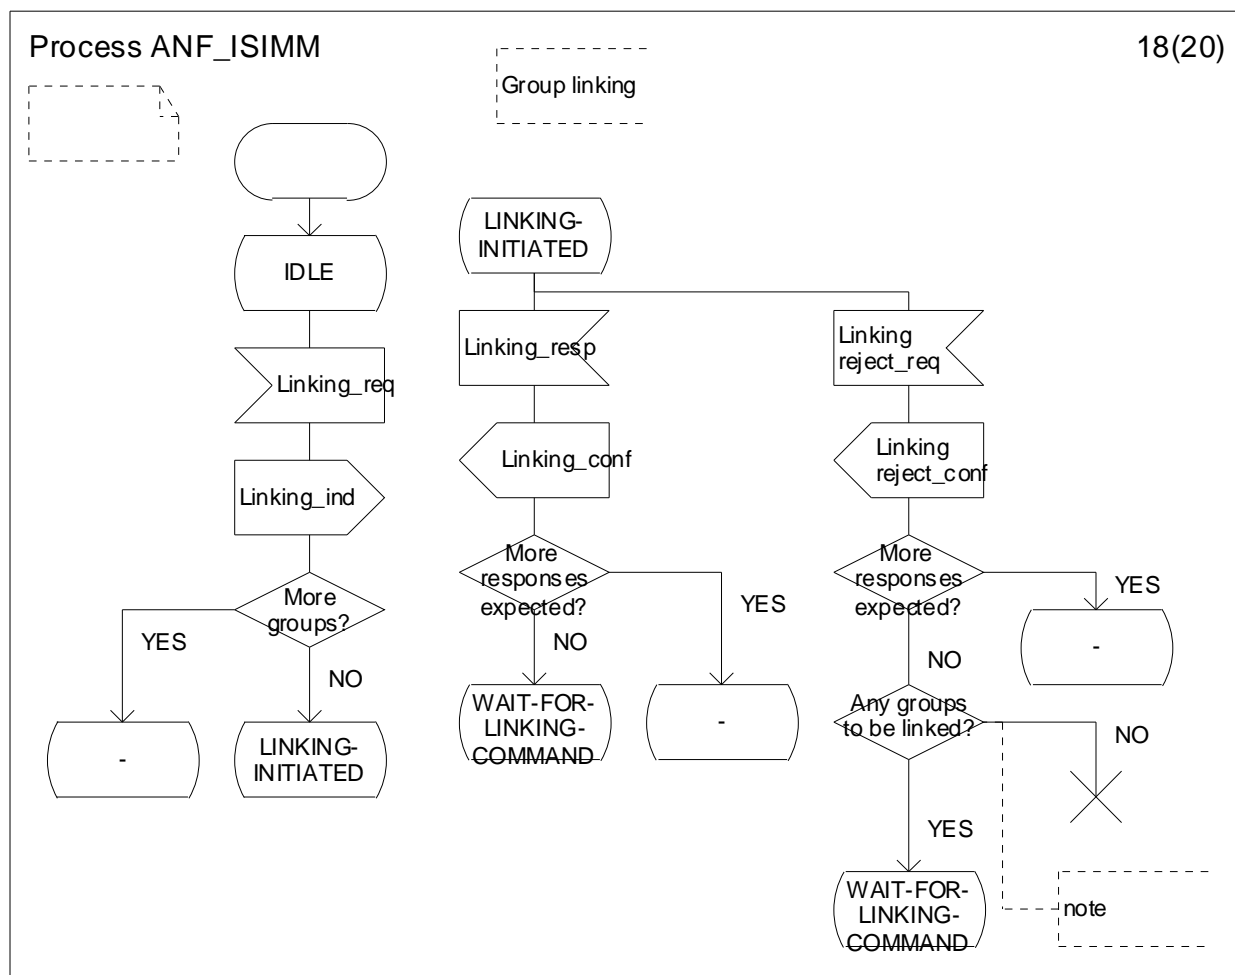 Process ANF_ISIMM
18(20)
Group linking
IDLE
Linking_req
Linking_ind
More
groups?
YES
NO
-
LINKING-
INITIATED
LINKING-
INITIATED
Linking_resp
Linking_conf
More
responses
expected?
YES
NO
WAIT-FOR-
LINKING-
COMMAND
-
Linking
reject_req
Linking
reject_conf
More
responses
expected?
YES
-
NO
Any groups
to be linked?
NO
YES
WAIT-FOR-
LINKING-
COMMAND
note